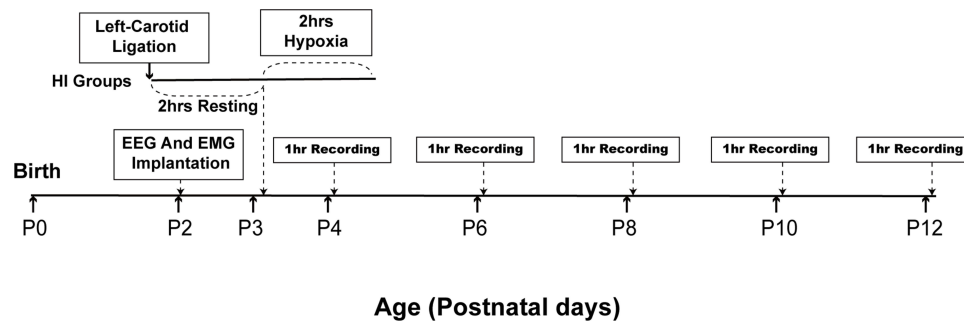 Left-Carotid
Ligation
2hrs
Hypoxia
HI Groups
2hrs Resting
EEG And EMG
Implantation
1hr Recording
1hr Recording
1hr Recording
1hr Recording
1hr Recording
Birth
P0
P2
P3
P4
P6
P8
P10
P12
Age (Postnatal days)